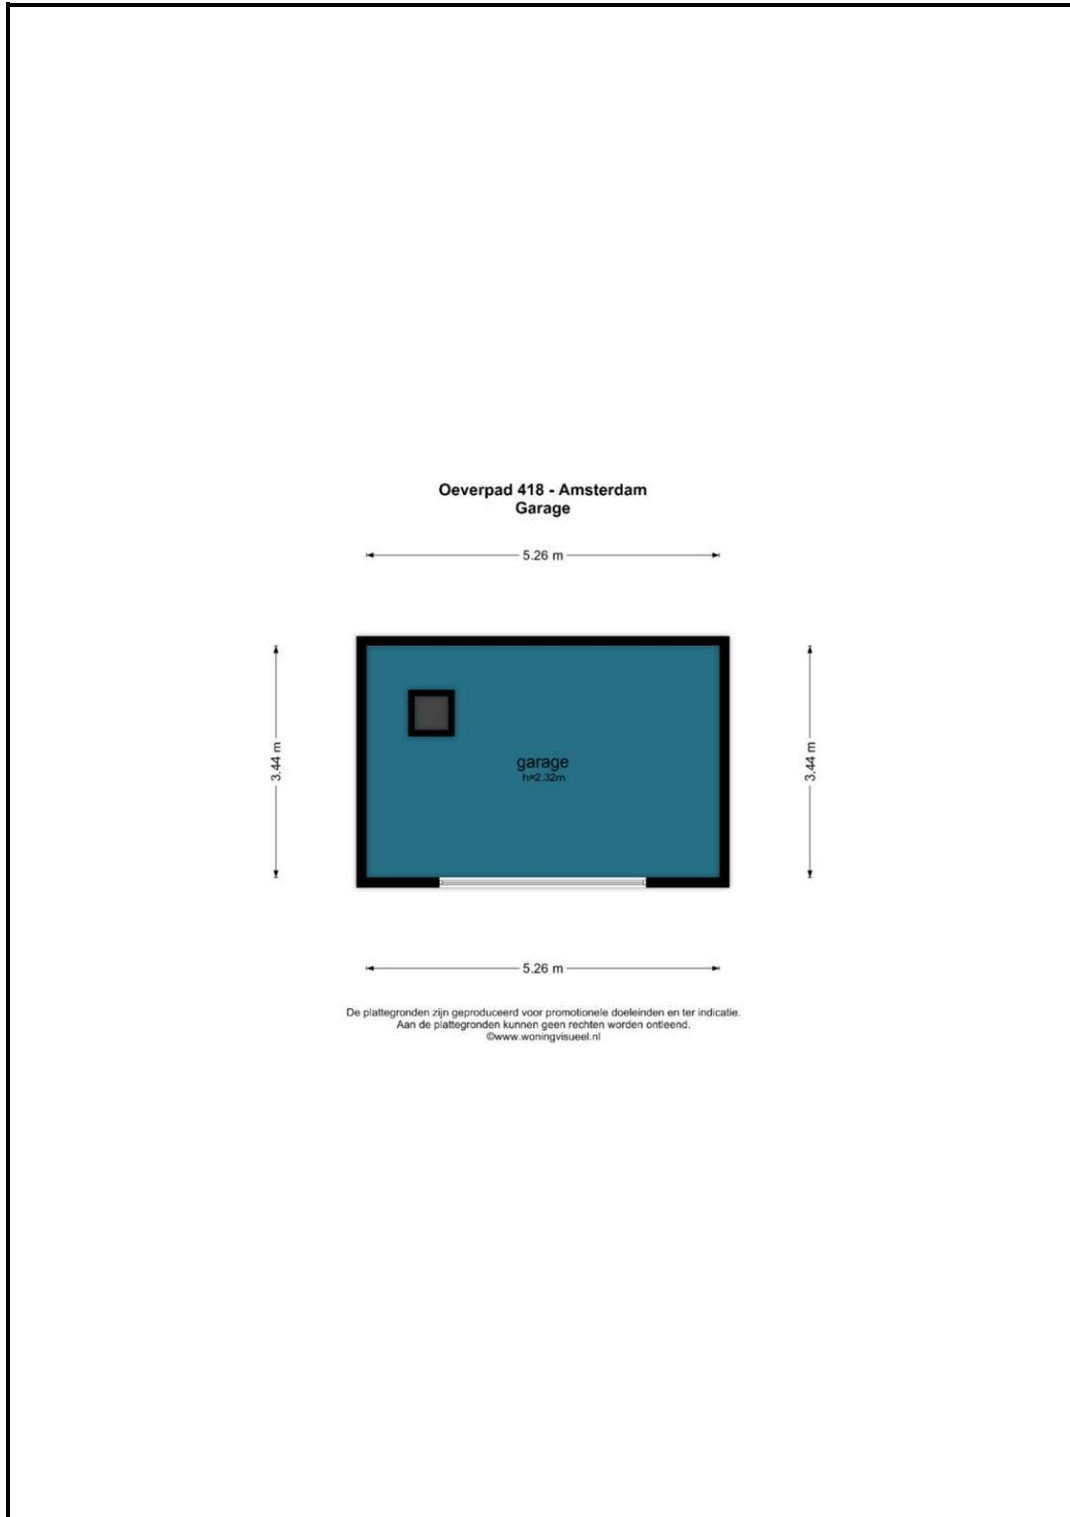 Oeverpad 418 - Amsterdam
Garage
5.26 m
3.44 m
garage
h=2.32m
3.44 m
5.26 m
De plattegronden zijn geproduceerd voor promotionele doeleinden en ter indicatie.
Aan de plattegronden kunnen geen rechten worden ontleend.
©www.woningvisueel.nl